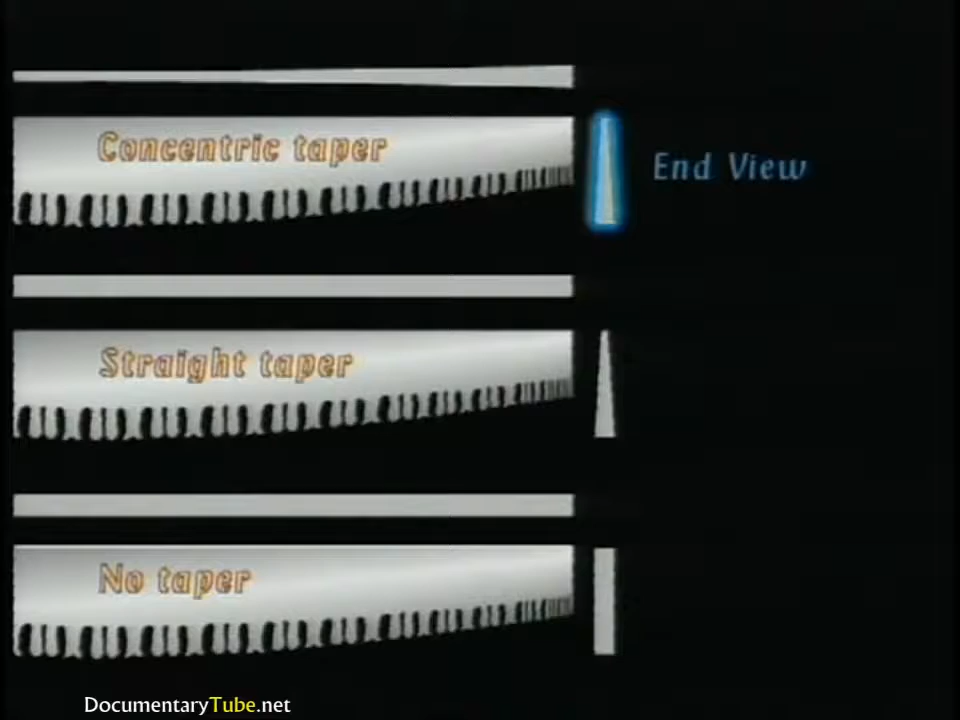 Concentric taper
End View
Straight taper
No taper
DocumentaryTube.net